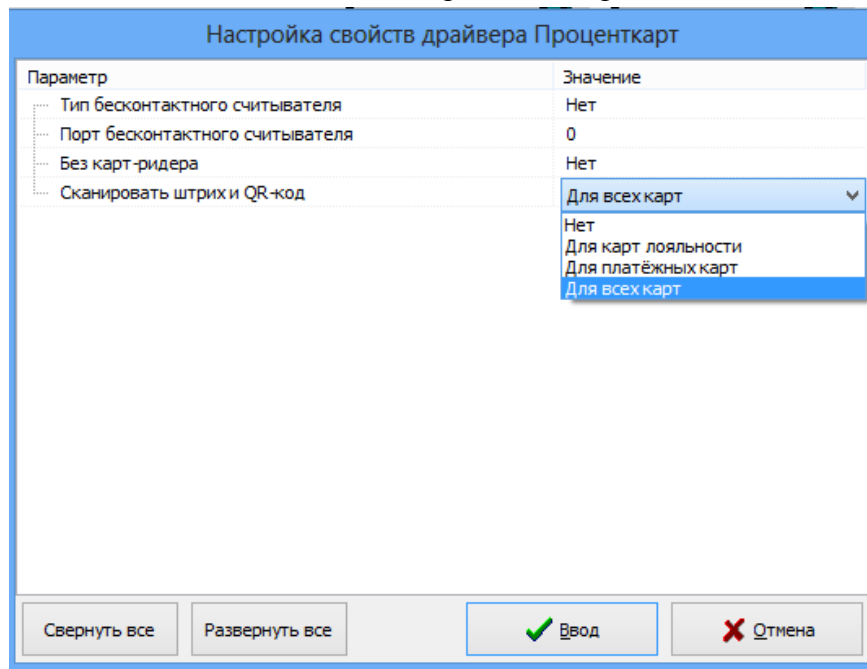 Настройка свойств драйвера Проценткарт
Параметр Значение
Тип бесконтактного считывателя Нет
Порт бесконтактного считывателя 0
Без карт-ридера Нет
Сканировать штрих и QR-код Для всех карт
Нет
Для карт лояльности
Для платёжных карт
Для всех карт
Свернуть все Развернуть все Ввод Отмена